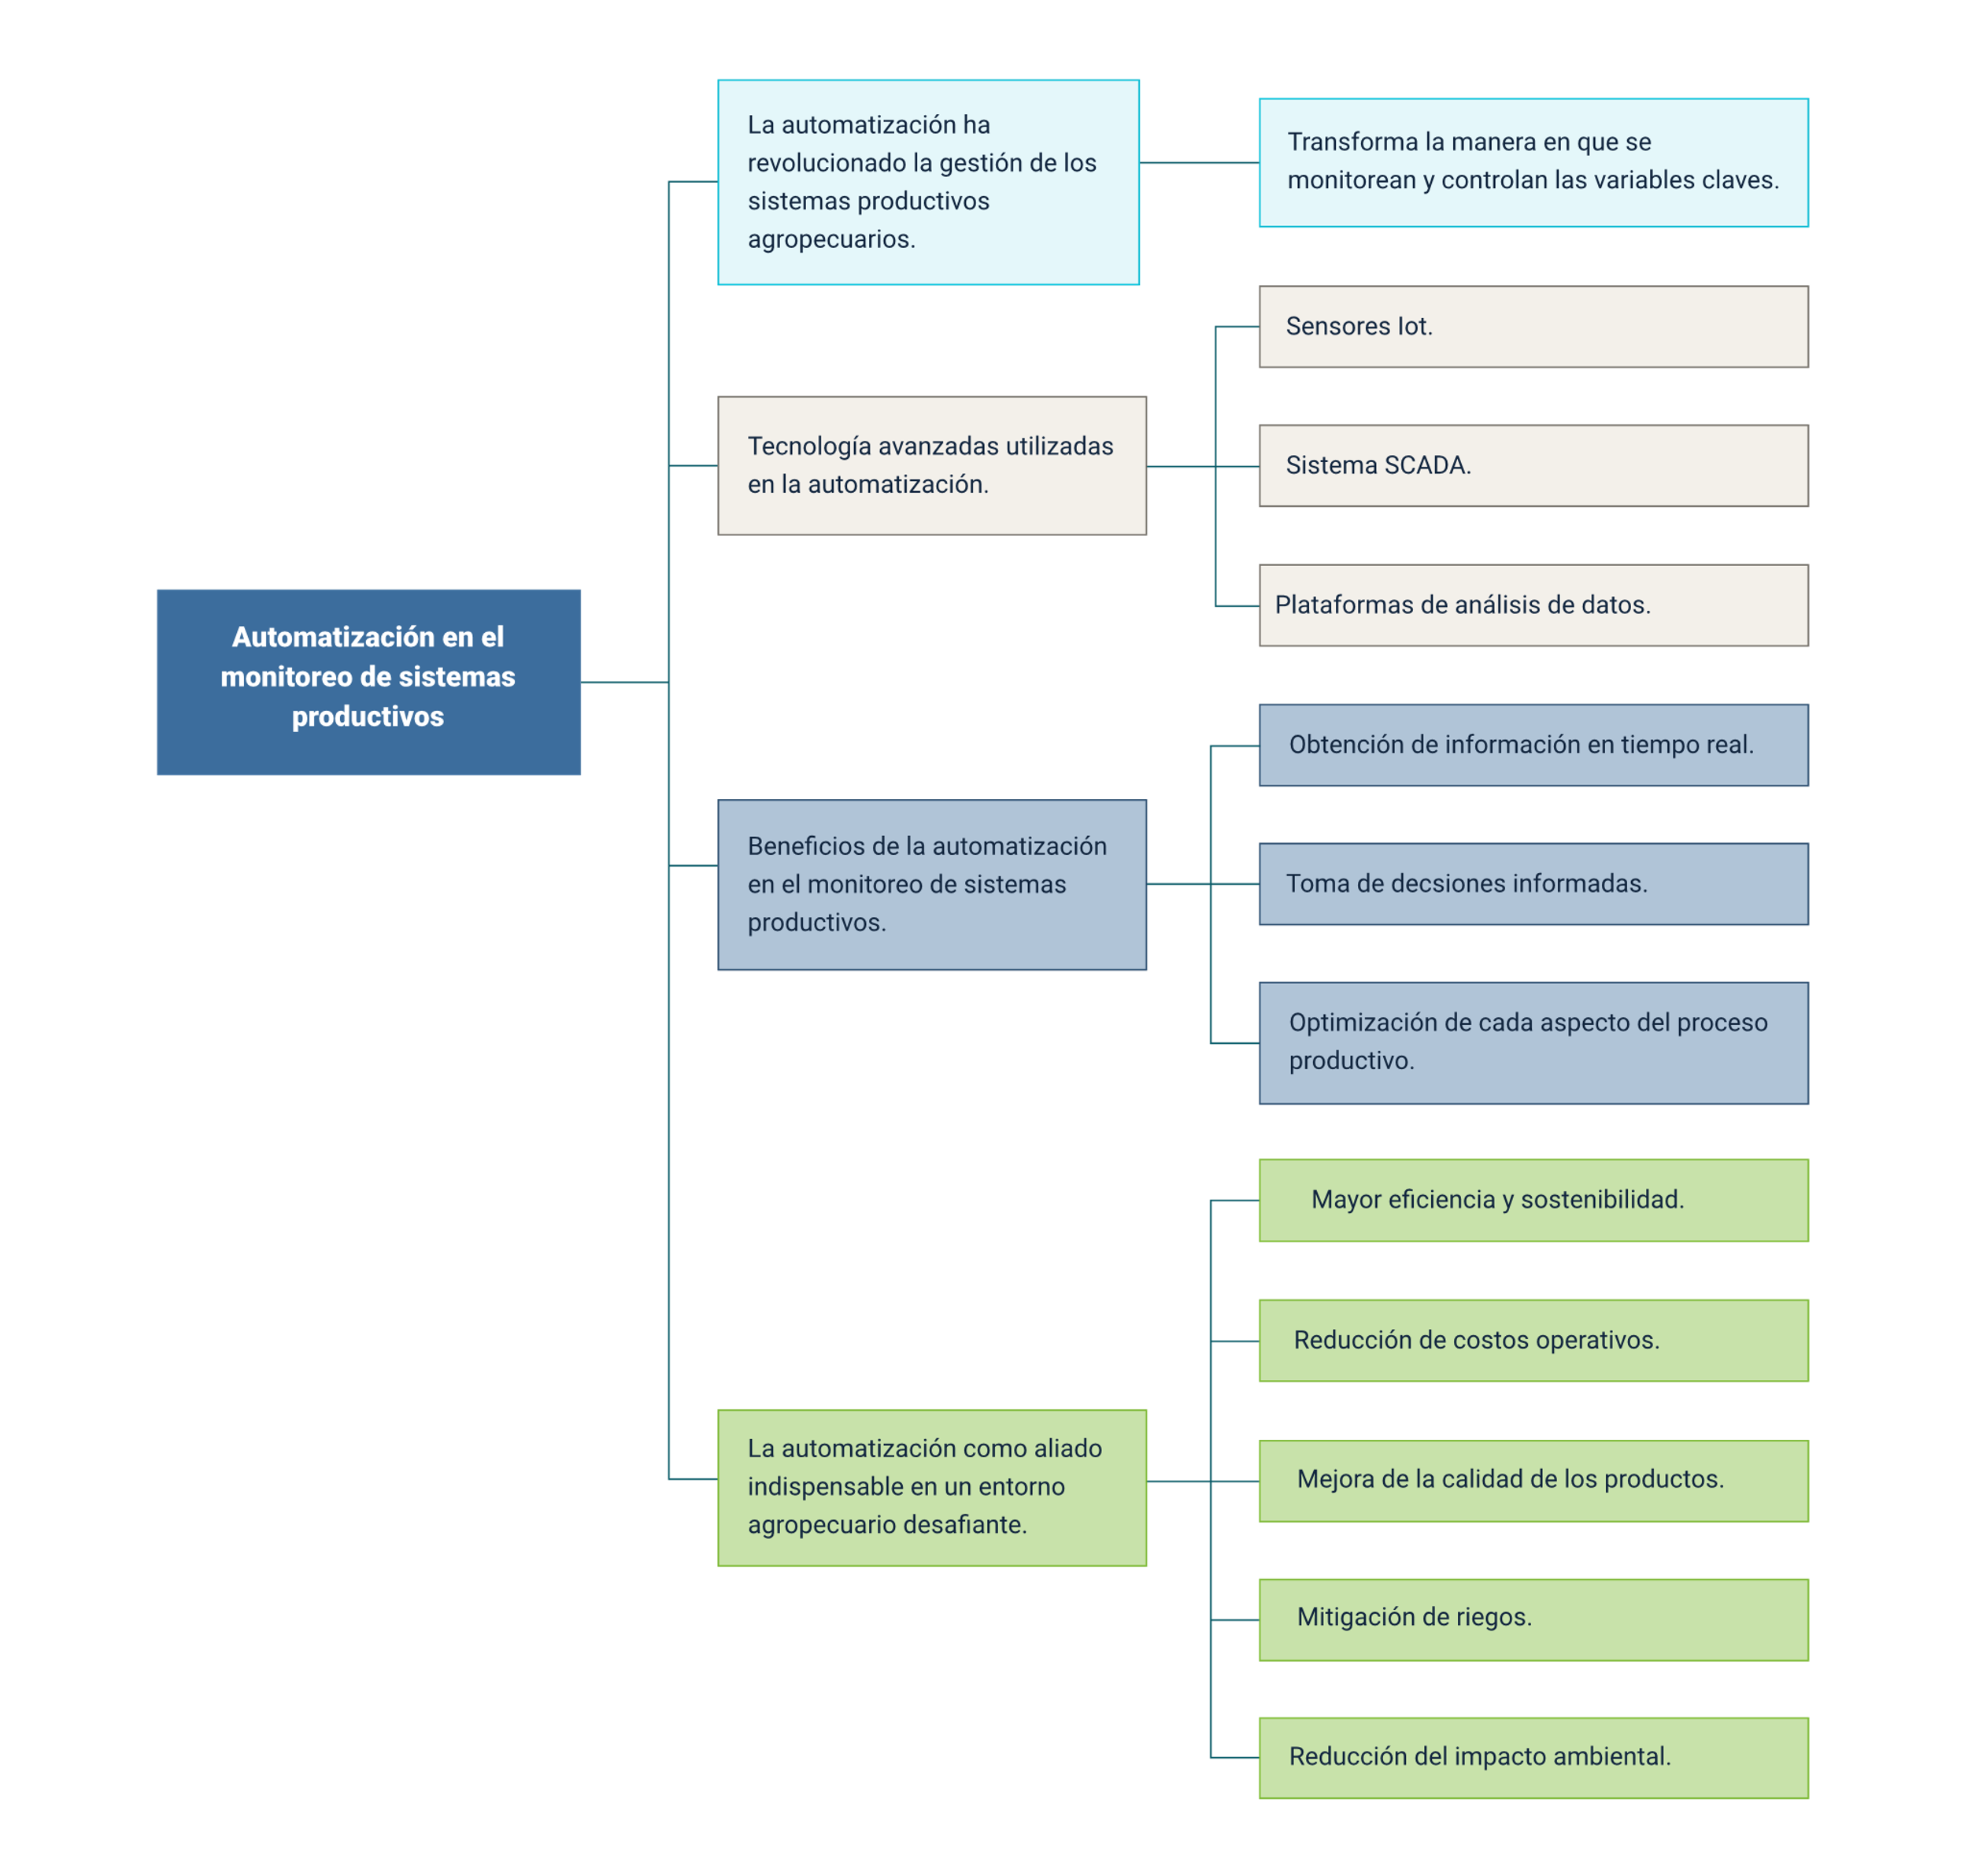 Automatización en el
monitoreo de sistemas
productivos
La automatización ha
revolucionado la gestión de los
sistemas productivos
agropecuarios.
Transforma la manera en que se
monitorean y controlan las variables claves.
Tecnología avanzadas utilizadas
en la automatización.
Sensores Iot.
Sistema SCADA.
Plataformas de análisis de datos.
Beneficios de la automatización
en el monitoreo de sistemas
productivos.
Obtención de información en tiempo real.
Toma de decsiones informadas.
Optimización de cada aspecto del proceso
productivo.
La automatización como aliado
indispensable en un entorno
agropecuario desafiante.
Mayor eficiencia y sostenibilidad.
Reducción de costos operativos.
Mejora de la calidad de los productos.
Mitigación de riegos.
Reducción del impacto ambiental.